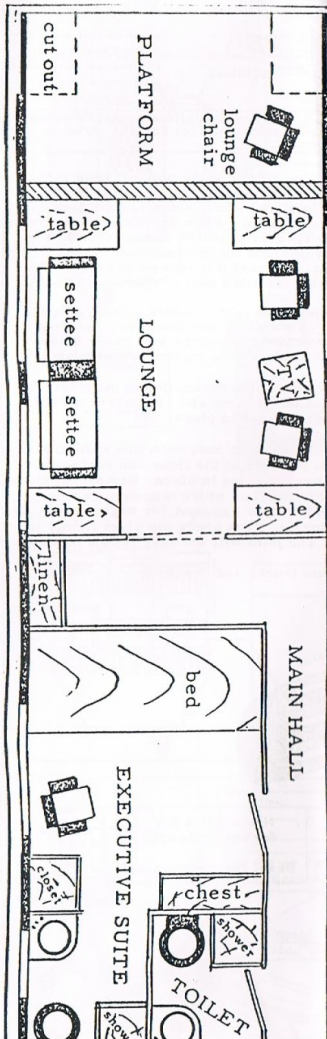 cut out
PLATFORM
lounge
chair
table
table
settee
LOUNGE
TV
settee
table
table
linen
MAIN HALL
bed
EXECUTIVE SUITE
chest
closet
shower
TOILET
show